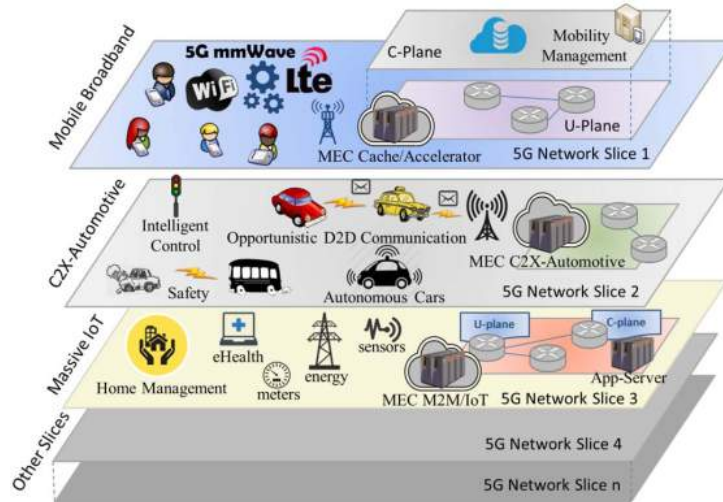 Mobile Broadband
5G mmWave
WiFi
Lte
C-Plane
Mobility
Management
U-Plane
MEC Cache/Accelerator
5G Network Slice 1
C2X-Automotive
Intelligent
Control
Opportunistic D2D Communication
MEC C2X-Automotive
Safety
Autonomous Cars
5G Network Slice 2
Massive IoT
Home Management
eHealth
meters
energy
sensors
U-plane
C-plane
MEC M2M/IoT
App-Server
5G Network Slice 3
Other Slices
5G Network Slice 4
5G Network Slice n